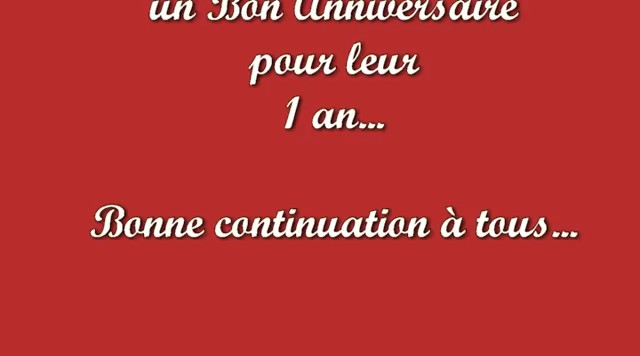 un Bon Anniversaire
pour leur
1 an...
Bonne continuation à tous...